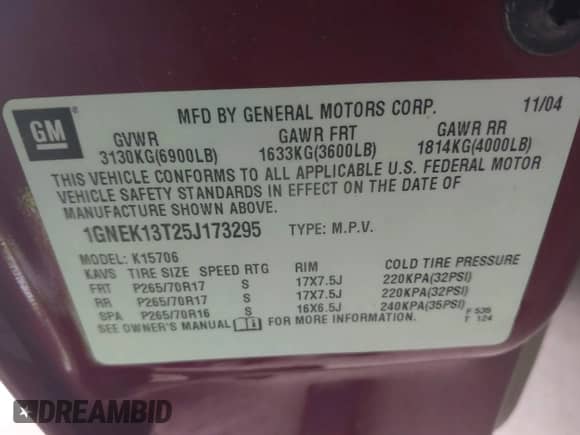 GM
MFD BY GENERAL MOTORS CORP. 11/04
GVWR GAWR FRT GAWR RR
3130KG(6900LB) 1633KG(3600LB) 1814KG(4000LB)
THIS VEHICLE CONFORMS TO ALL APPLICABLE U.S. FEDERAL MOTOR
VEHICLE SAFETY STANDARDS IN EFFECT ON THE DATE OF
MANUFACTURE SHOWN ABOVE.
1GNEK13T25J173295 TYPE: M.P.V.
MODEL: K15706
KAVS TIRE SIZE SPEED RTG RIM COLD TIRE PRESSURE
FRT P265/70R17 S 17X7.5J 220KPA(32PSI)
RR P265/70R17 S 17X7.5J 220KPA(32PSI)
SPA P265/70R16 S 16X6.5J 240KPA(35PSI)
SEE OWNER'S MANUAL FOR MORE INFORMATION.
F 535
T 124
DREAMBID